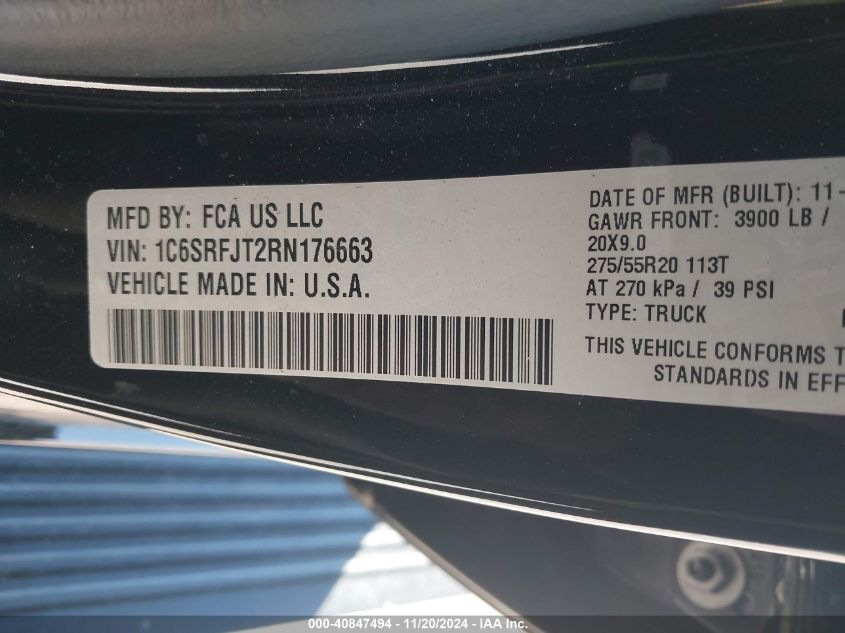 MFD BY: FCA US LLC
VIN: 1C6SRFJT2RN176663
VEHICLE MADE IN: U.S.A.
DATE OF MFR (BUILT): 11-
GAWR FRONT: 3900 LB /
20X9.0
275/55R20 113T
AT 270 kPa / 39 PSI
TYPE: TRUCK
THIS VEHICLE CONFORMS T
STANDARDS IN EFF
000-40847494 - 11/20/2024 - IAA Inc.